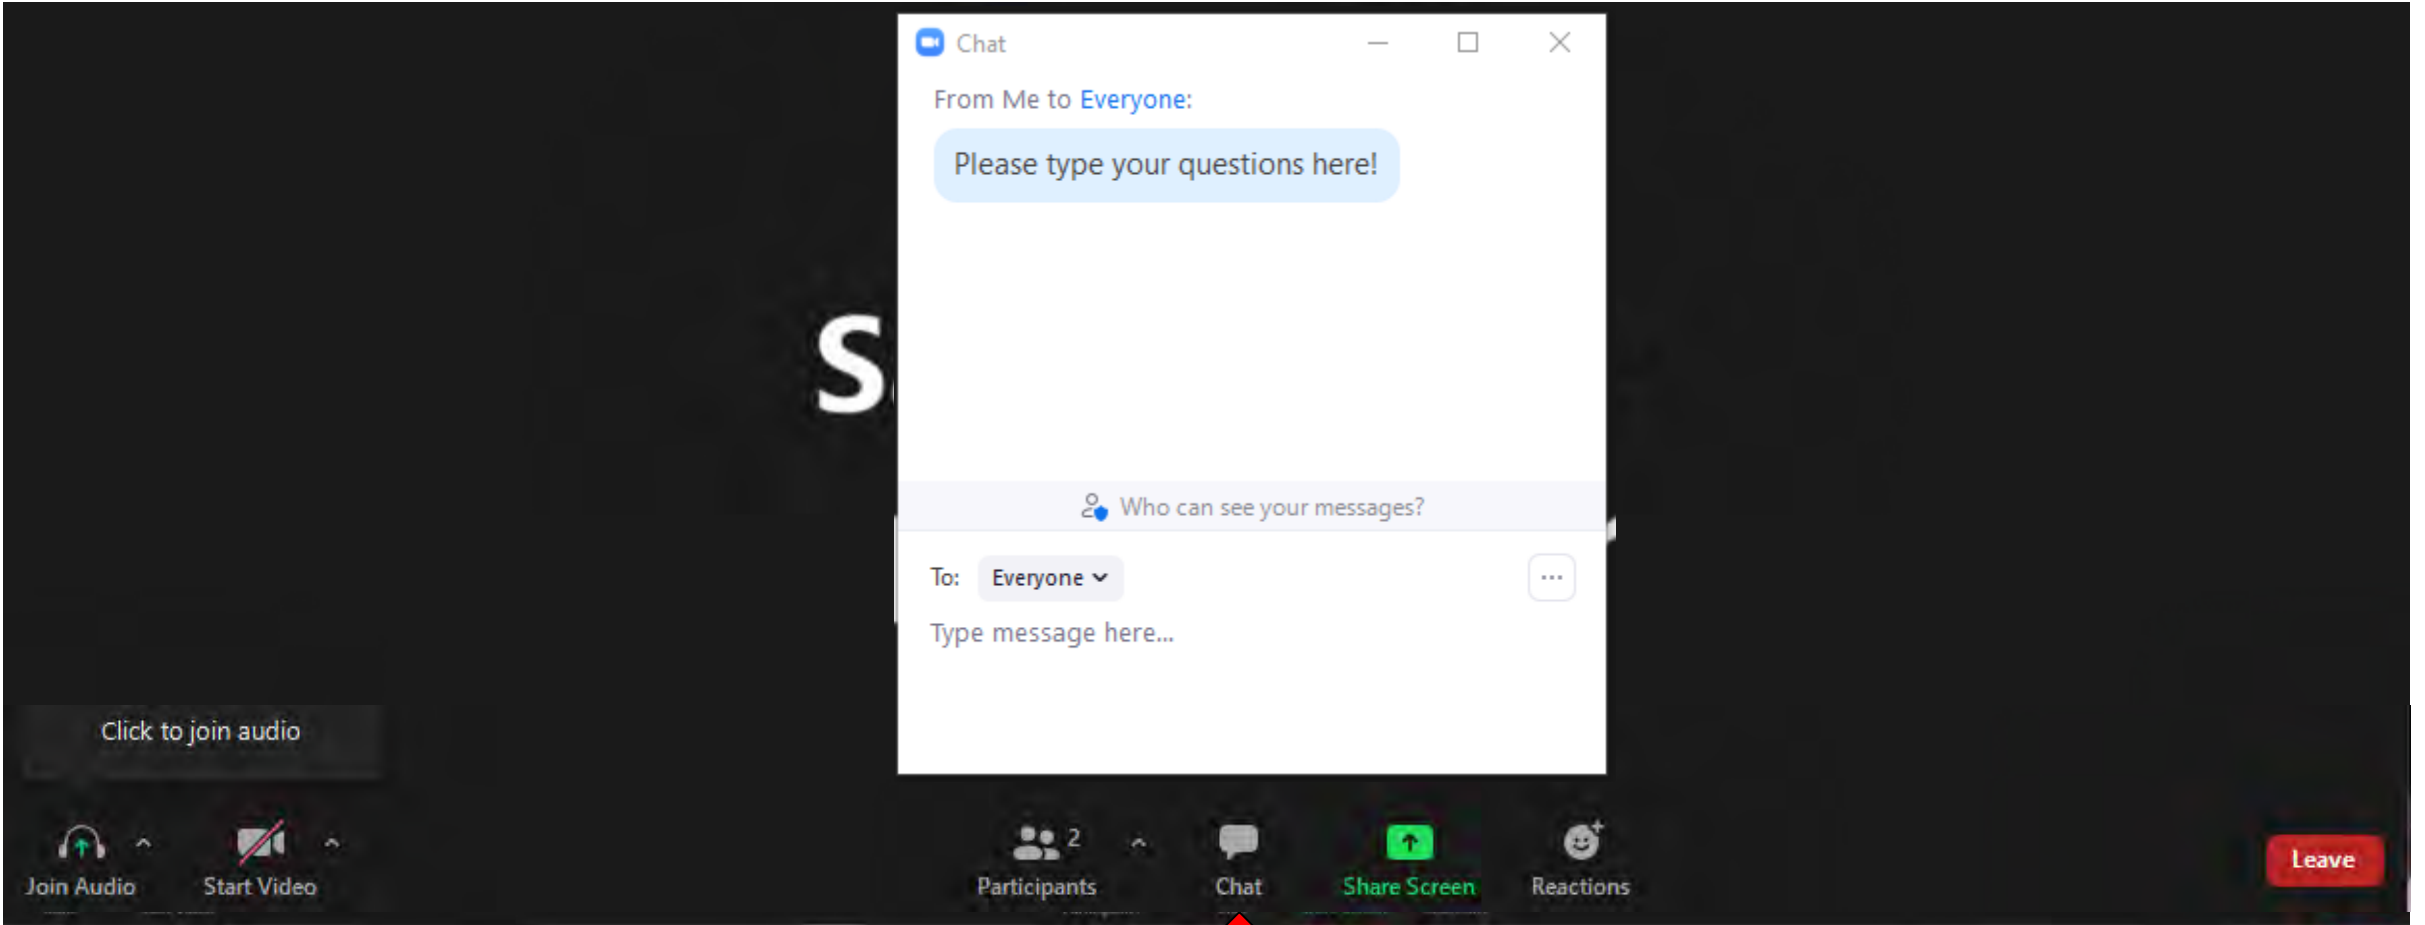 Chat
From Me to Everyone:
Please type your questions here!
S
Who can see your messages?
To: Everyone
Type message here...
Click to join audio
2
Join Audio Start Video Participants Chat Share Screen Reactions Leave